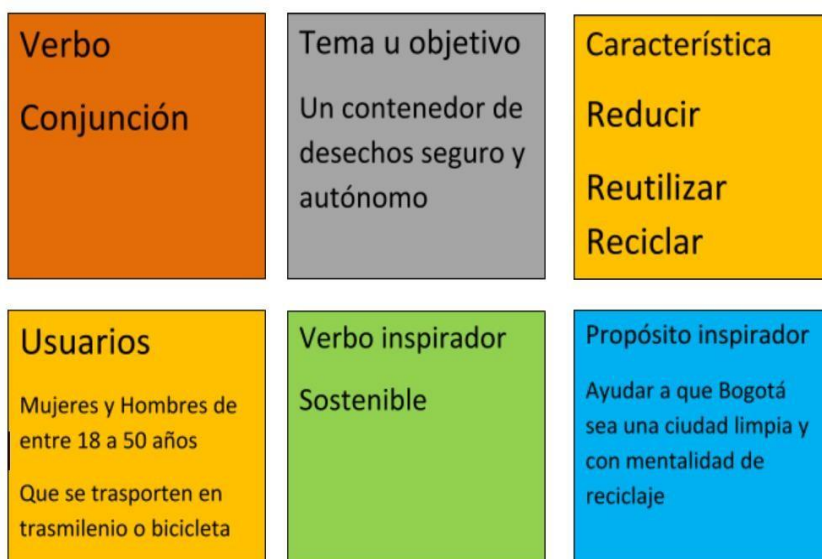 Verbo
Conjunción
Tema u objetivo
Un contenedor de
desechos seguro y
autónomo
Característica
Reducir
Reutilizar
Reciclar
Usuarios
Mujeres y Hombres de
entre 18 a 50 años
Que se trasporten en
trasmilenio o bicicleta
Verbo inspirador
Sostenible
Propósito inspirador
Ayudar a que Bogotá
sea una ciudad limpia y
con mentalidad de
reciclaje